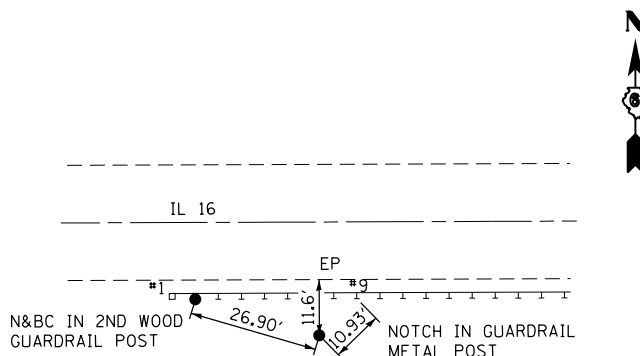 N
6
IL 16
EP
#1
#9
26.90'
11.6'
10.93'
N&BC IN 2ND WOOD
GUARDRAIL POST
NOTCH IN GUARDRAIL
METAL POST